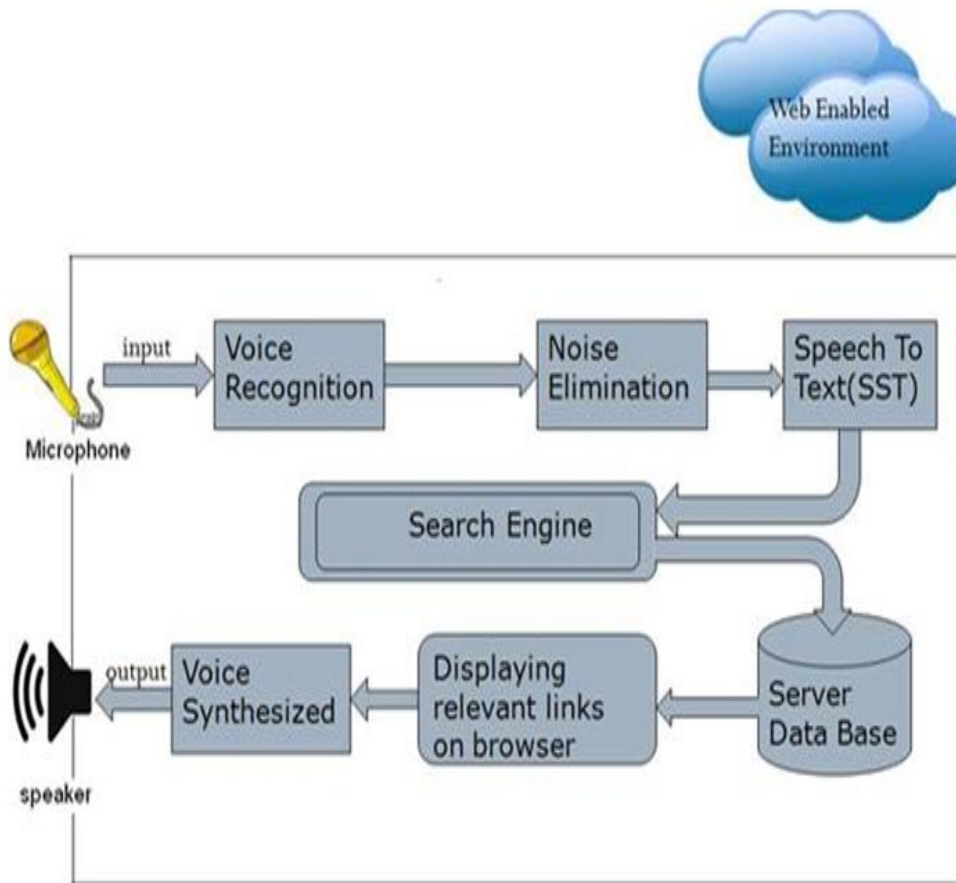 Web Enabled
Environment
input
Voice
Recognition
Noise
Elimination
Speech To
Text(SST)
Microphone
Search Engine
output
Voice
Synthesized
Displaying
relevant links
on browser
Server
Data Base
speaker